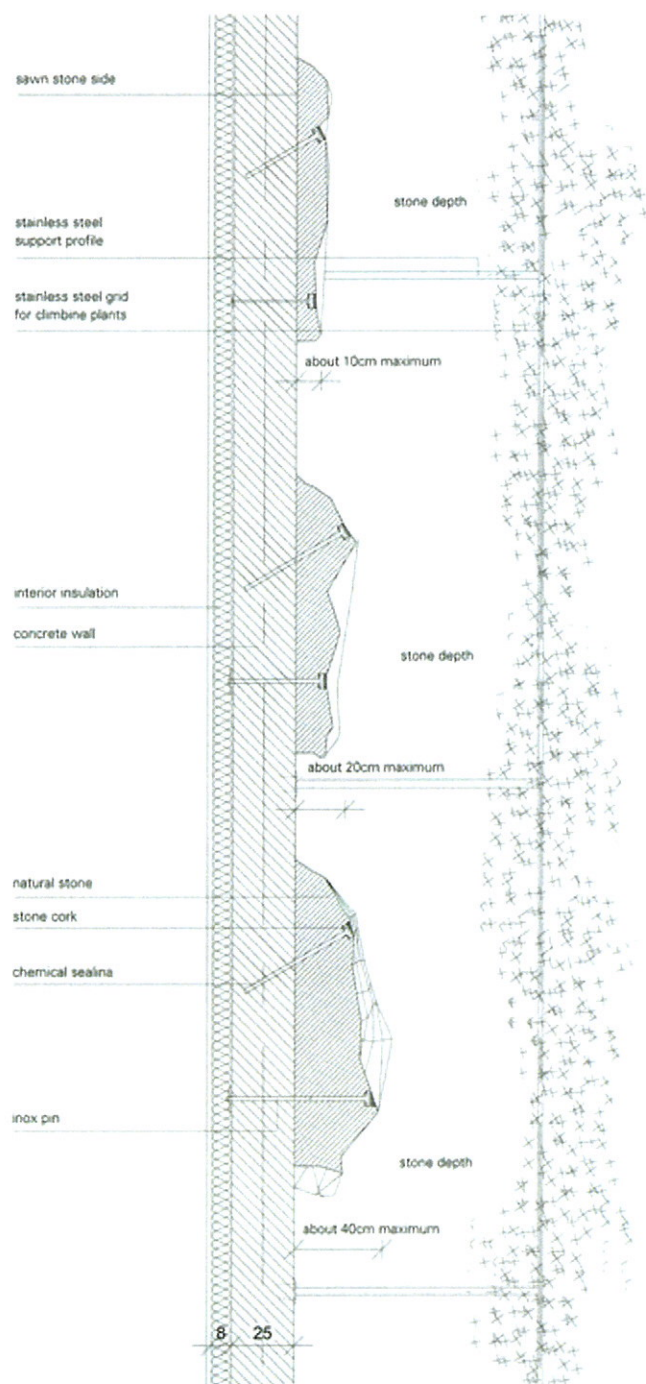 sawn stone side
stone depth
stainless steel
support profile
stainless steel grid
for climbine plants
about 10cm maximum
interior insulation
concrete wall
stone depth
about 20cm maximum
natural stone
stone cork
chemical sealina
inox pin
stone depth
about 40cm maximum
8 25